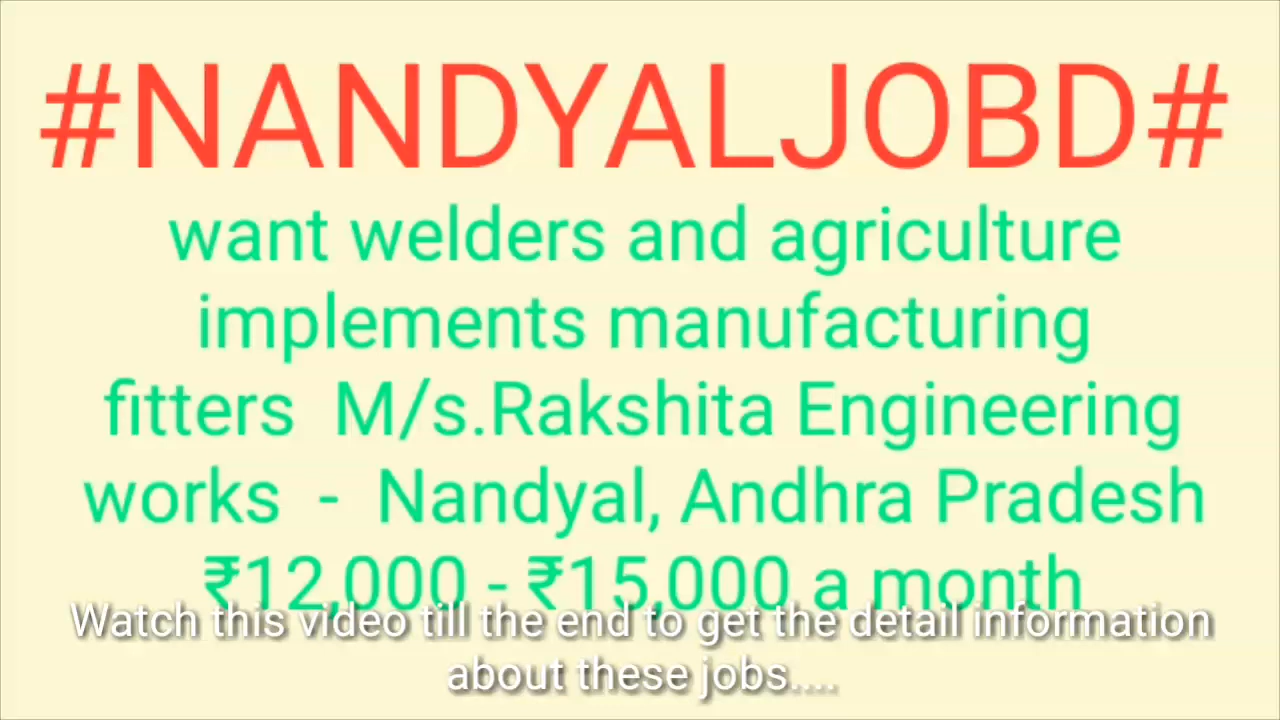 #NANDYALJOBD#
want welders and agriculture
implements manufacturing
fitters M/s.Rakshita Engineering
works - Nandyal, Andhra Pradesh
₹12,000 - ₹15,000 a month
Watch this video till the end to get the detail information
about these jobs....